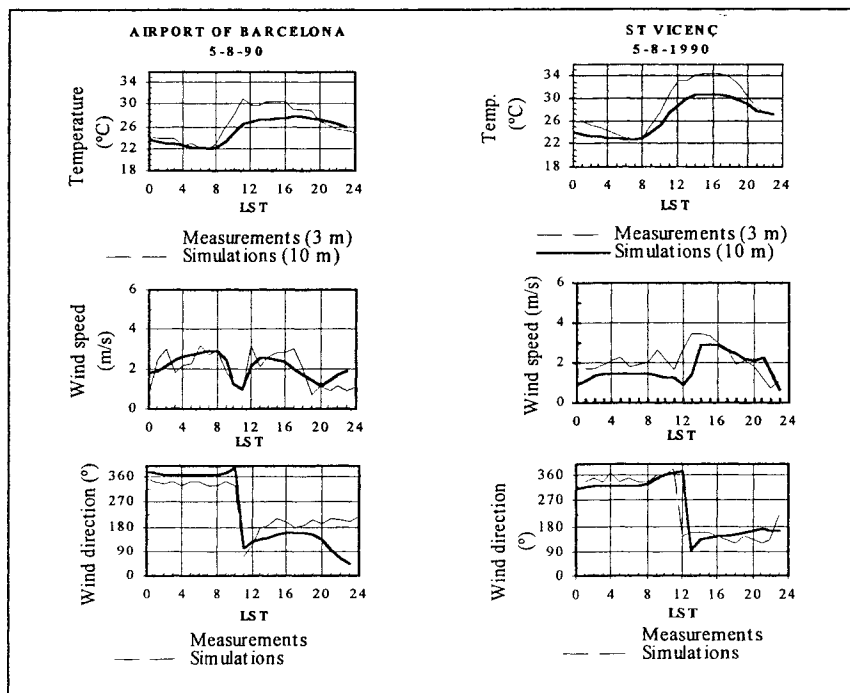 AIRPORT OF BARCELONA
5-8-90
Temperature
(°C)
34
30
26
22
18
0 4 8 12 16 20 24
LST
Measurements (3 m)
Simulations (10 m)
Wind speed
(m/s)
6
4
2
0
0 4 8 12 16 20 24
LST
Wind direction (°)
360
270
180
90
0
0 4 8 12 16 20 24
LST
Measurements
Simulations
ST VICENÇ
5-8-1990
Temp.
(°C)
34
30
26
22
18
0 4 8 12 16 20 24
LST
Measurements (3 m)
Simulations (10 m)
Wind speed (m/s)
6
4
2
0
0 4 8 12 16 20 24
LST
Wind direction
(°)
360
270
180
90
0
0 4 8 12 16 20 24
LST
Measurements
Simulations